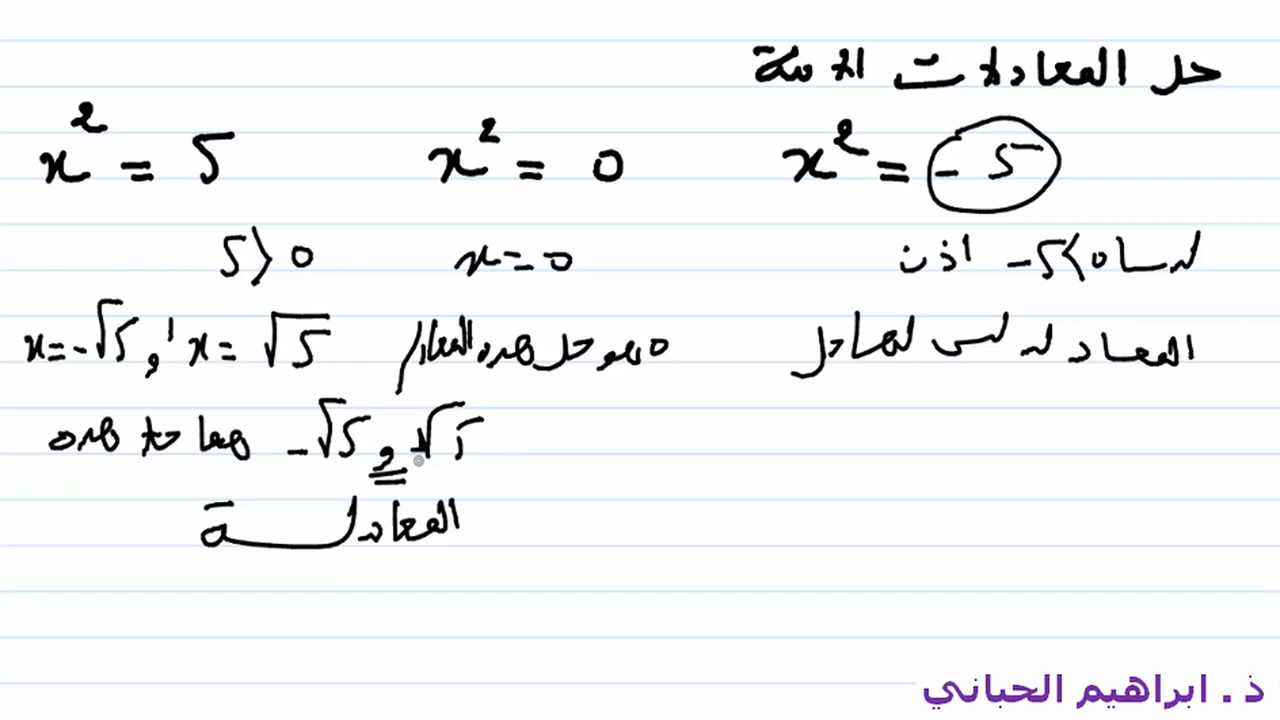 حل المعادلات الاتية
x² = 5    x² = 0    x² = - 5
5 > 0    x = 0    لدينا -5 < 0 اذن
x = -√5 او x = √5    0 هو حل هذه المعادلة    المعادلة ليس لها حل
√5 و -√5 هما حلا هذه
المعادلة
ذ . ابراهيم الحباني